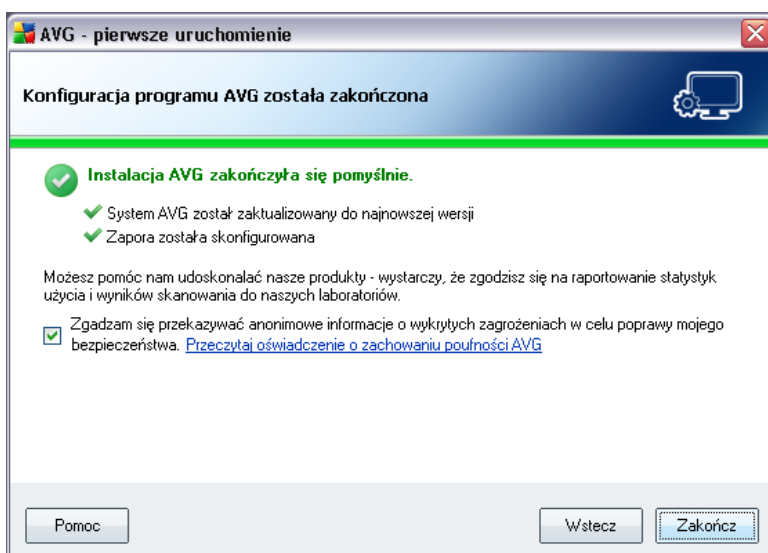 AVG - pierwsze uruchomienie
Konfiguracja programu AVG została zakończona
Instalacja AVG zakończyła się pomyślnie.
System AVG został zaktualizowany do najnowszej wersji
Zapora została skonfigurowana
Możesz pomóc nam udoskonalać nasze produkty - wystarczy, że zgodzisz się na raportowanie statystyk
użycia i wyników skanowania do naszych laboratoriów.
Zgadzam się przekazywać anonimowe informacje o wykrytych zagrożeniach w celu poprawy mojego
bezpieczeństwa. Przeczytaj oświadczenie o zachowaniu poufności AVG
Pomoc
Wstecz
Zakończ